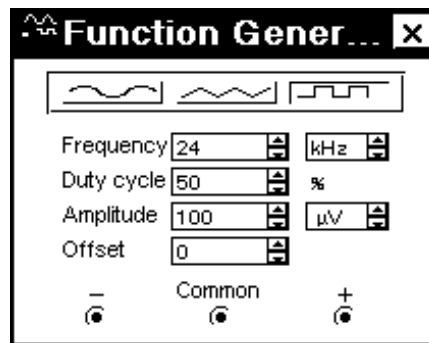 Function Gener...
Frequency 24 kHz
Duty cycle 50 %
Amplitude 100 µV
Offset 0
− Common +